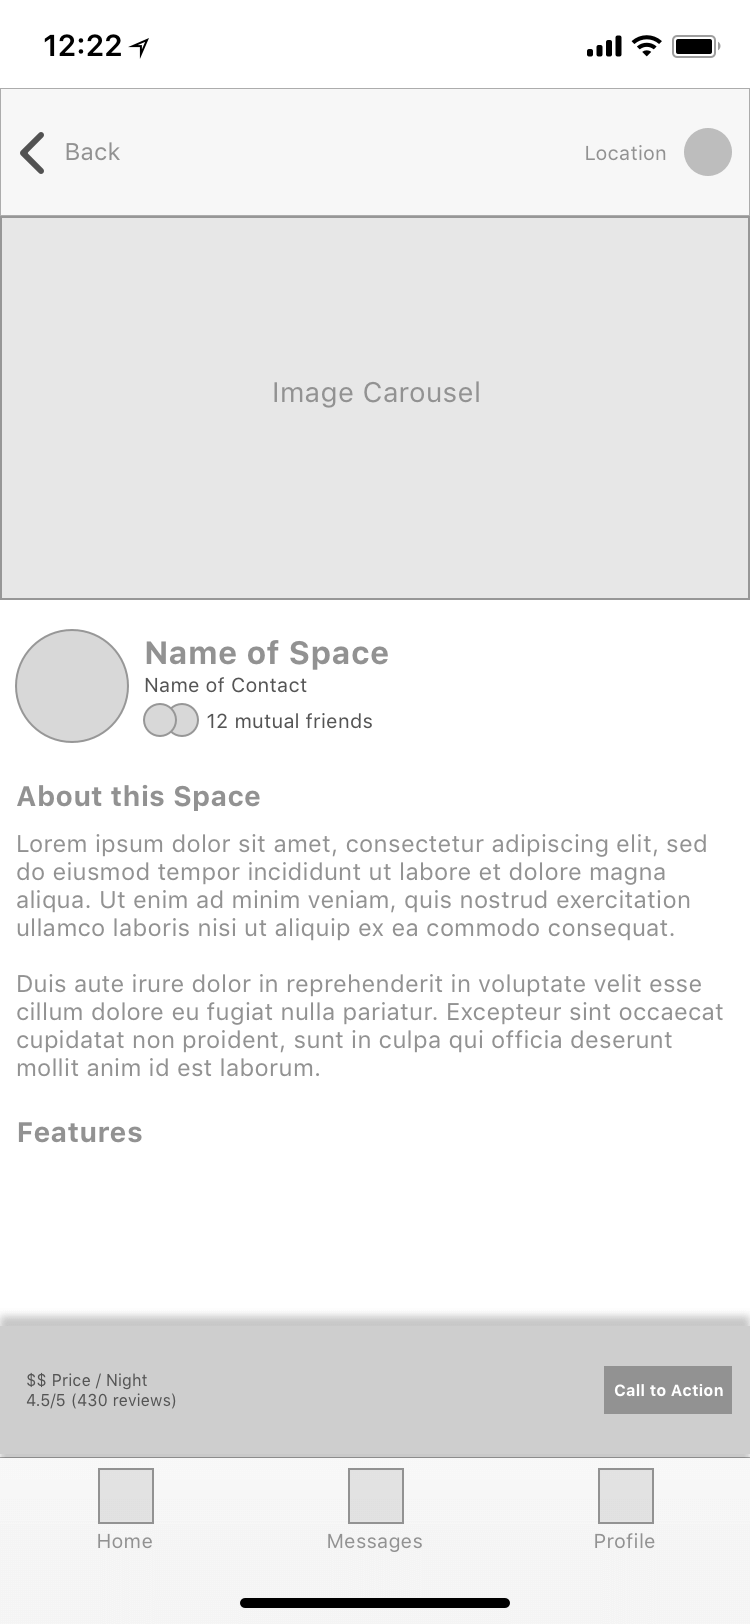 12:22
Back
Location
Image Carousel
Name of Space
Name of Contact
12 mutual friends
About this Space
Lorem ipsum dolor sit amet, consectetur adipiscing elit, sed
do eiusmod tempor incididunt ut labore et dolore magna
aliqua. Ut enim ad minim veniam, quis nostrud exercitation
ullamco laboris nisi ut aliquip ex ea commodo consequat.
Duis aute irure dolor in reprehenderit in voluptate velit esse
cillum dolore eu fugiat nulla pariatur. Excepteur sint occaecat
cupidatat non proident, sunt in culpa qui officia deserunt
mollit anim id est laborum.
Features
$$ Price / Night
4.5/5 (430 reviews)
Call to Action
Home
Messages
Profile